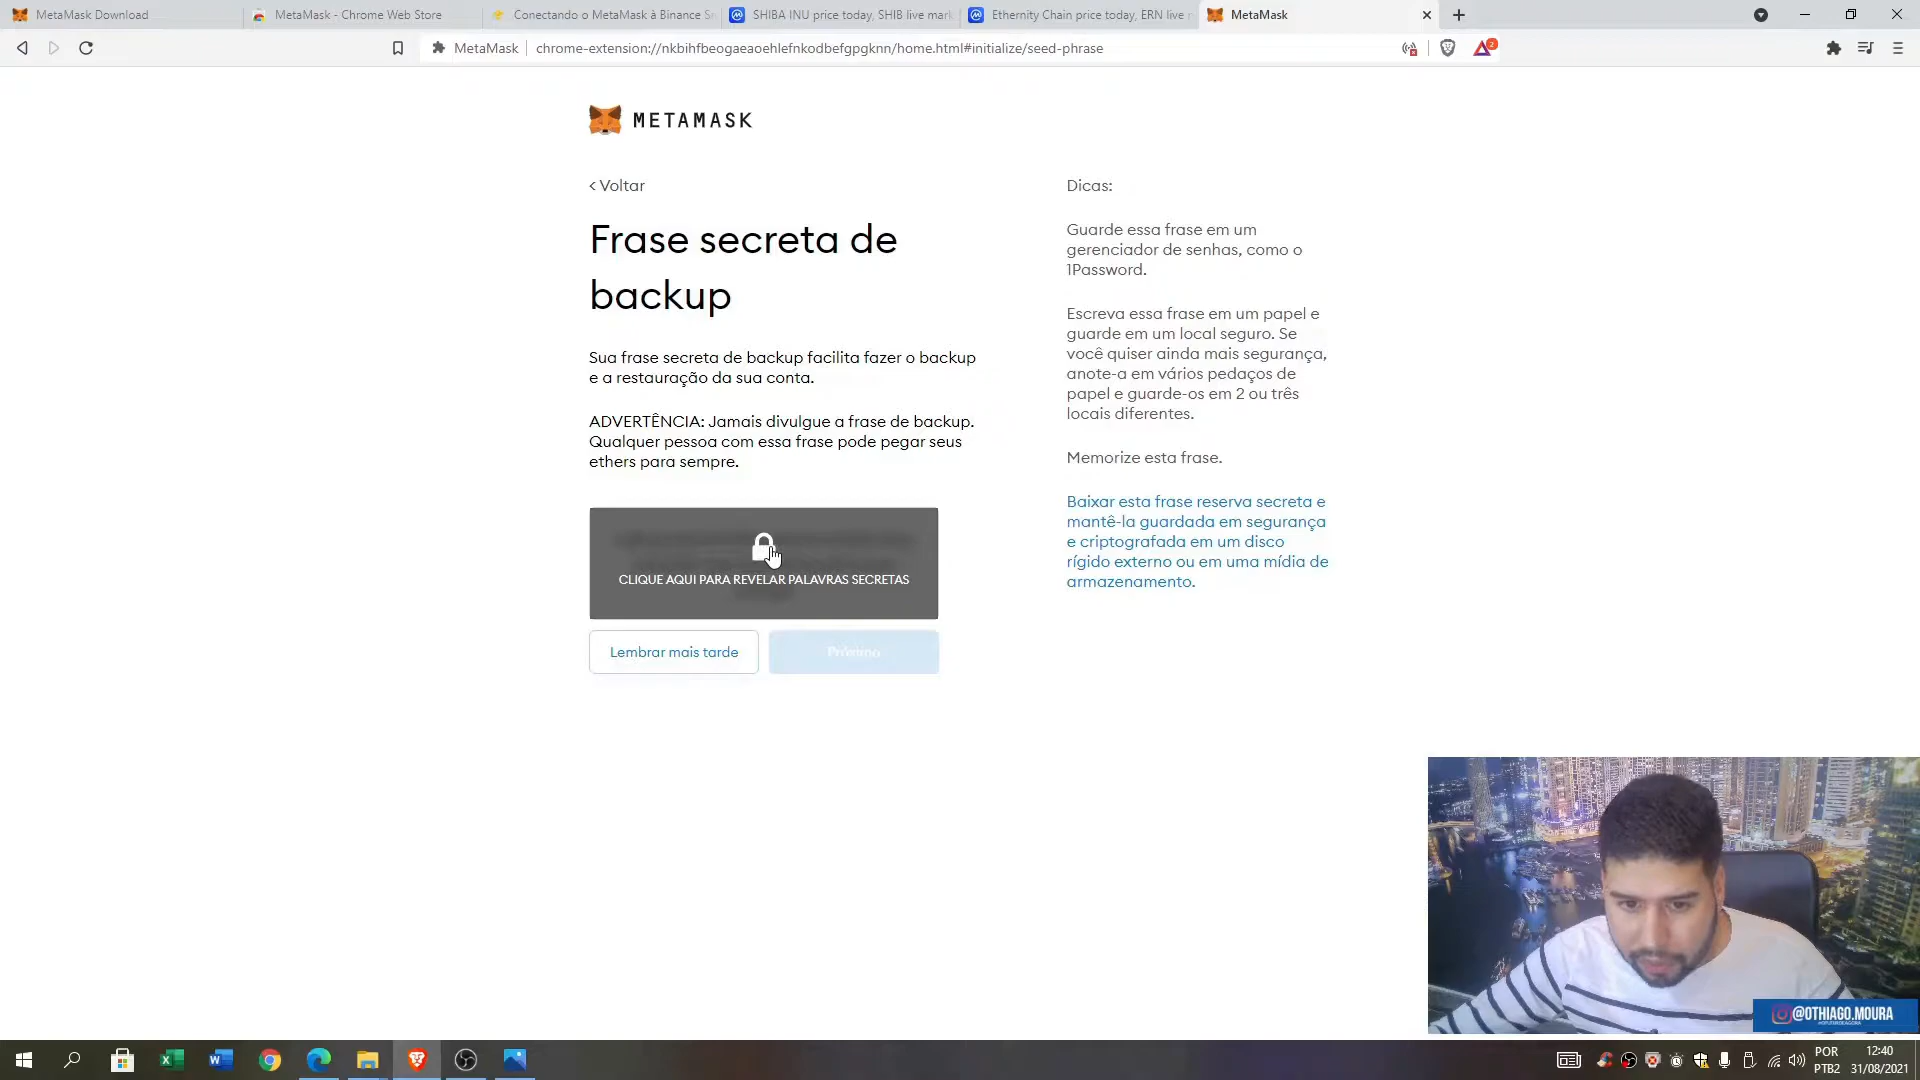 MetaMask Download
MetaMask - Chrome Web Store
Conectando o MetaMask à Binance Sm
SHIBA INU price today, SHIB live mark
Ethernity Chain price today, ERN live
MetaMask
MetaMask
chrome-extension://nkbihfbeogaeaoehlefnkodbefgpgknn/home.html#initialize/seed-phrase
2
METAMASK
< Voltar
Frase secreta de
backup
Sua frase secreta de backup facilita fazer o backup
e a restauração da sua conta.
ADVERTÊNCIA: Jamais divulgue a frase de backup.
Qualquer pessoa com essa frase pode pegar seus
ethers para sempre.
CLIQUE AQUI PARA REVELAR PALAVRAS SECRETAS
Lembrar mais tarde
Próximo
Dicas:
Guarde essa frase em um
gerenciador de senhas, como o
1Password.
Escreva essa frase em um papel e
guarde em um local seguro. Se
você quiser ainda mais segurança,
anote-a em vários pedaços de
papel e guarde-os em 2 ou três
locais diferentes.
Memorize esta frase.
Baixar esta frase reserva secreta e
mantê-la guardada em segurança
e criptografada em um disco
rígido externo ou em uma mídia de
armazenamento.
@OTHIAGO.MOURA
POR
PTB2
12:40
31/08/2021